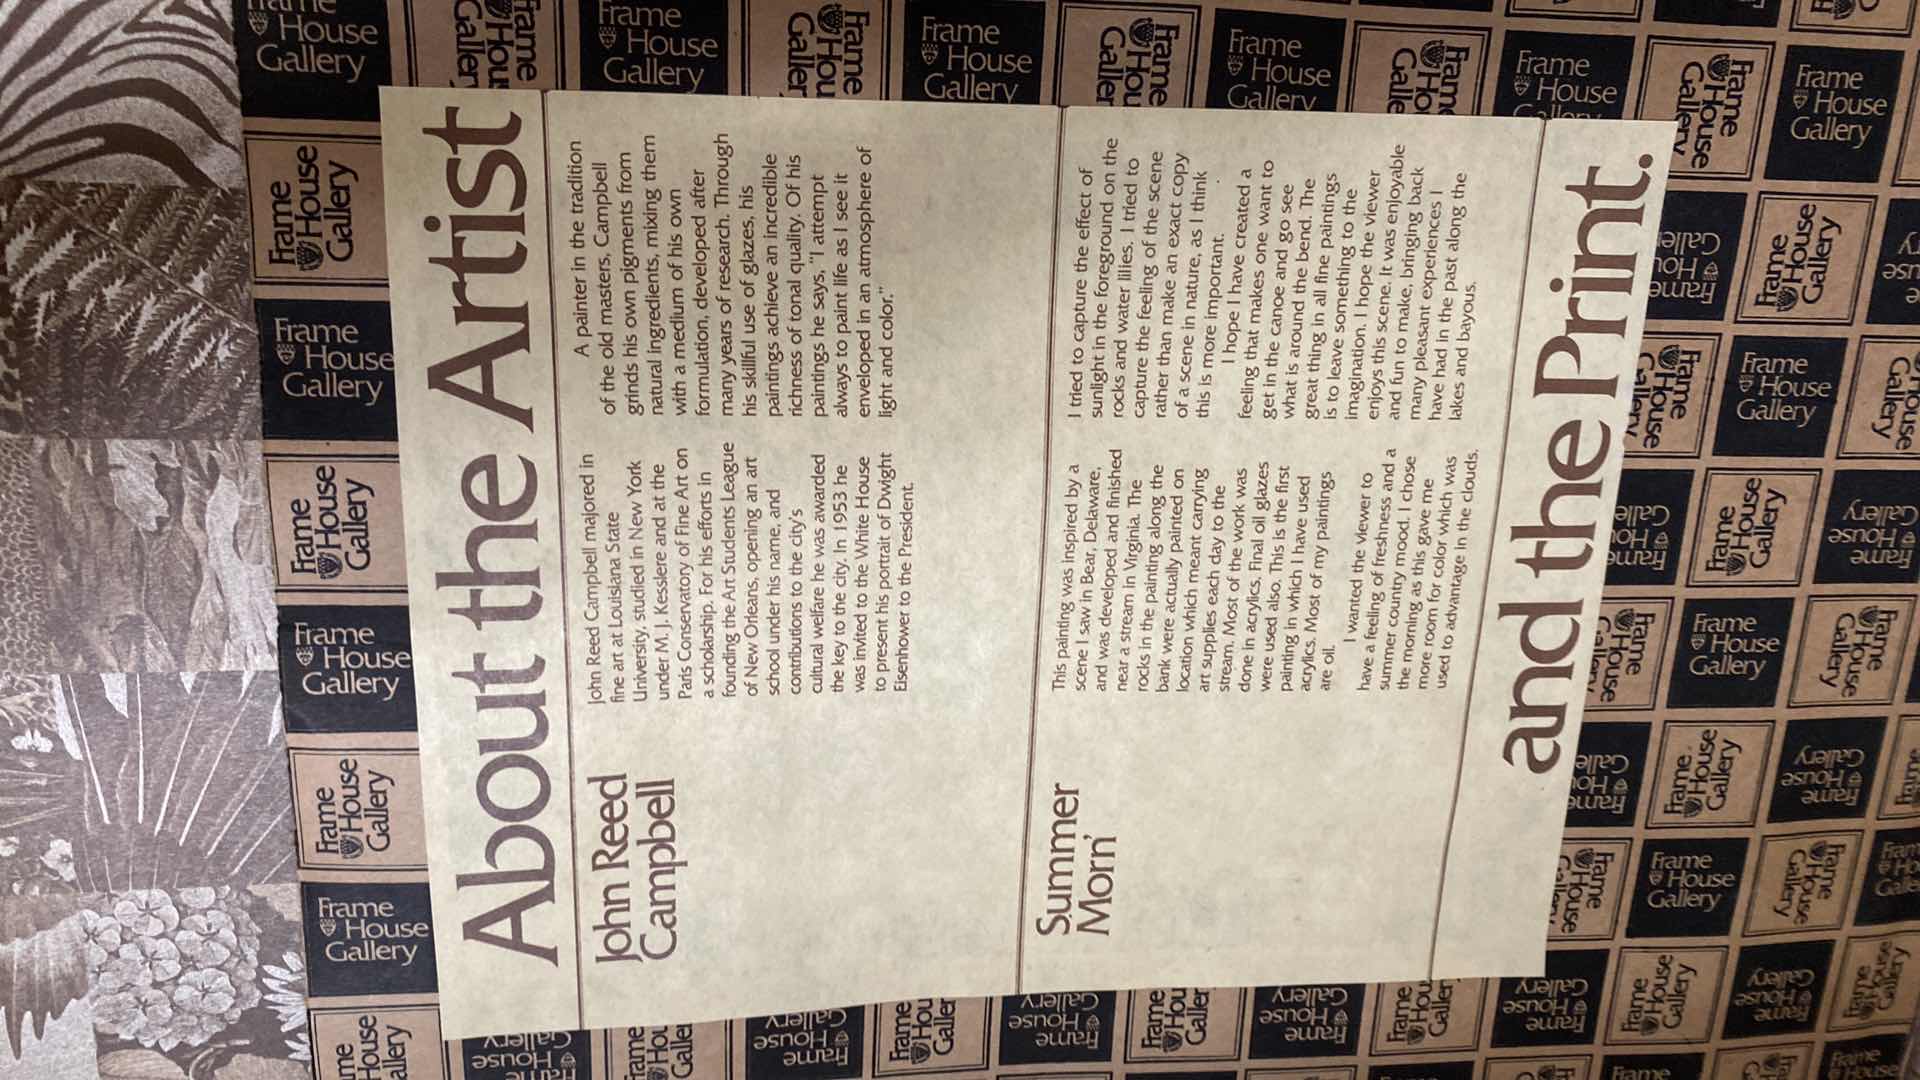 About the Artist
John Reed
Campbell
John Reed Campbell majored in
fine art at Louisiana State
University, studied in New York
under M. J. Kesslere and at the
Paris Conservatory of Fine Art on
a scholarship. For his efforts in
founding the Art Students League
of New Orleans, opening an art
school under his name, and
contributions to the city's
cultural welfare he was awarded
the key to the city. In 1953 he
was invited to the White House
to present his portrait of Dwight
Eisenhower to the President.
A painter in the tradition
of the old masters, Campbell
grinds his own pigments from
natural ingredients, mixing them
with a medium of his own
formulation, developed after
many years of research. Through
his skillful use of glazes, his
paintings achieve an incredible
richness of tonal quality. Of his
paintings he says, "I attempt
always to paint life as I see it
enveloped in an atmosphere of
light and color."
Summer
Morn'
This painting was inspired by a
scene I saw in Bear, Delaware,
and was developed and finished
near a stream in Virginia. The
rocks in the painting along the
bank were actually painted on
location which meant carrying
art supplies each day to the
stream. Most of the work was
done in acrylics. Final oil glazes
were used also. This is the first
painting in which I have used
acrylics. Most of my paintings
are oil.
I wanted the viewer to
have a feeling of freshness and a
summer country mood. I chose
the morning as this gave me
more room for color which was
used to advantage in the clouds.
I tried to capture the effect of
sunlight in the foreground on the
rocks and water lilies. I tried to
capture the feeling of the scene
rather than make an exact copy
of a scene in nature, as I think
this is more important.
I hope I have created a
feeling that makes one want to
get in the canoe and go see
what is around the bend. The
great thing in all fine paintings
is to leave something to the
imagination. I hope the viewer
enjoys this scene. It was enjoyable
and fun to make, bringing back
many pleasant experiences I
have had in the past along the
lakes and bayous.
and the Print.
Frame
House
Gallery